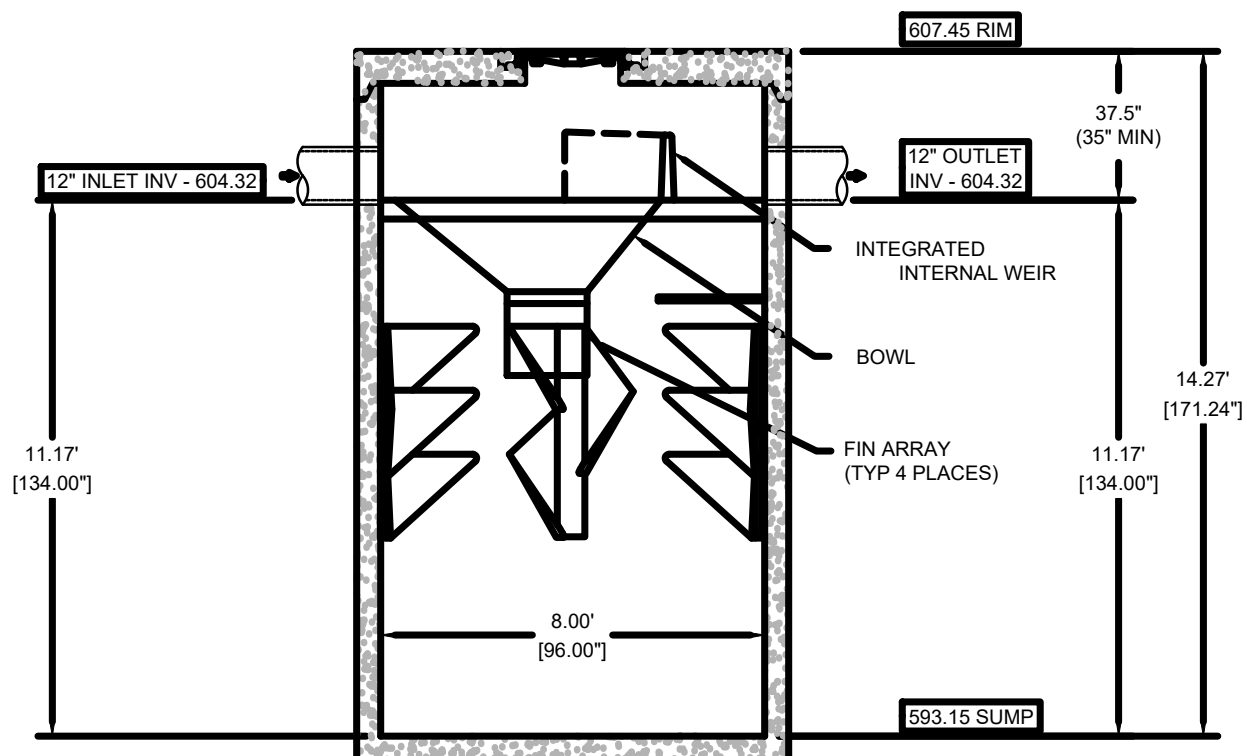 607.45 RIM
37.5"
(35" MIN)
12" INLET INV - 604.32
12" OUTLET
INV - 604.32
INTEGRATED
INTERNAL WEIR
BOWL
14.27'
[171.24"]
FIN ARRAY
(TYP 4 PLACES)
11.17'
[134.00"]
11.17'
[134.00"]
8.00'
[96.00"]
593.15 SUMP